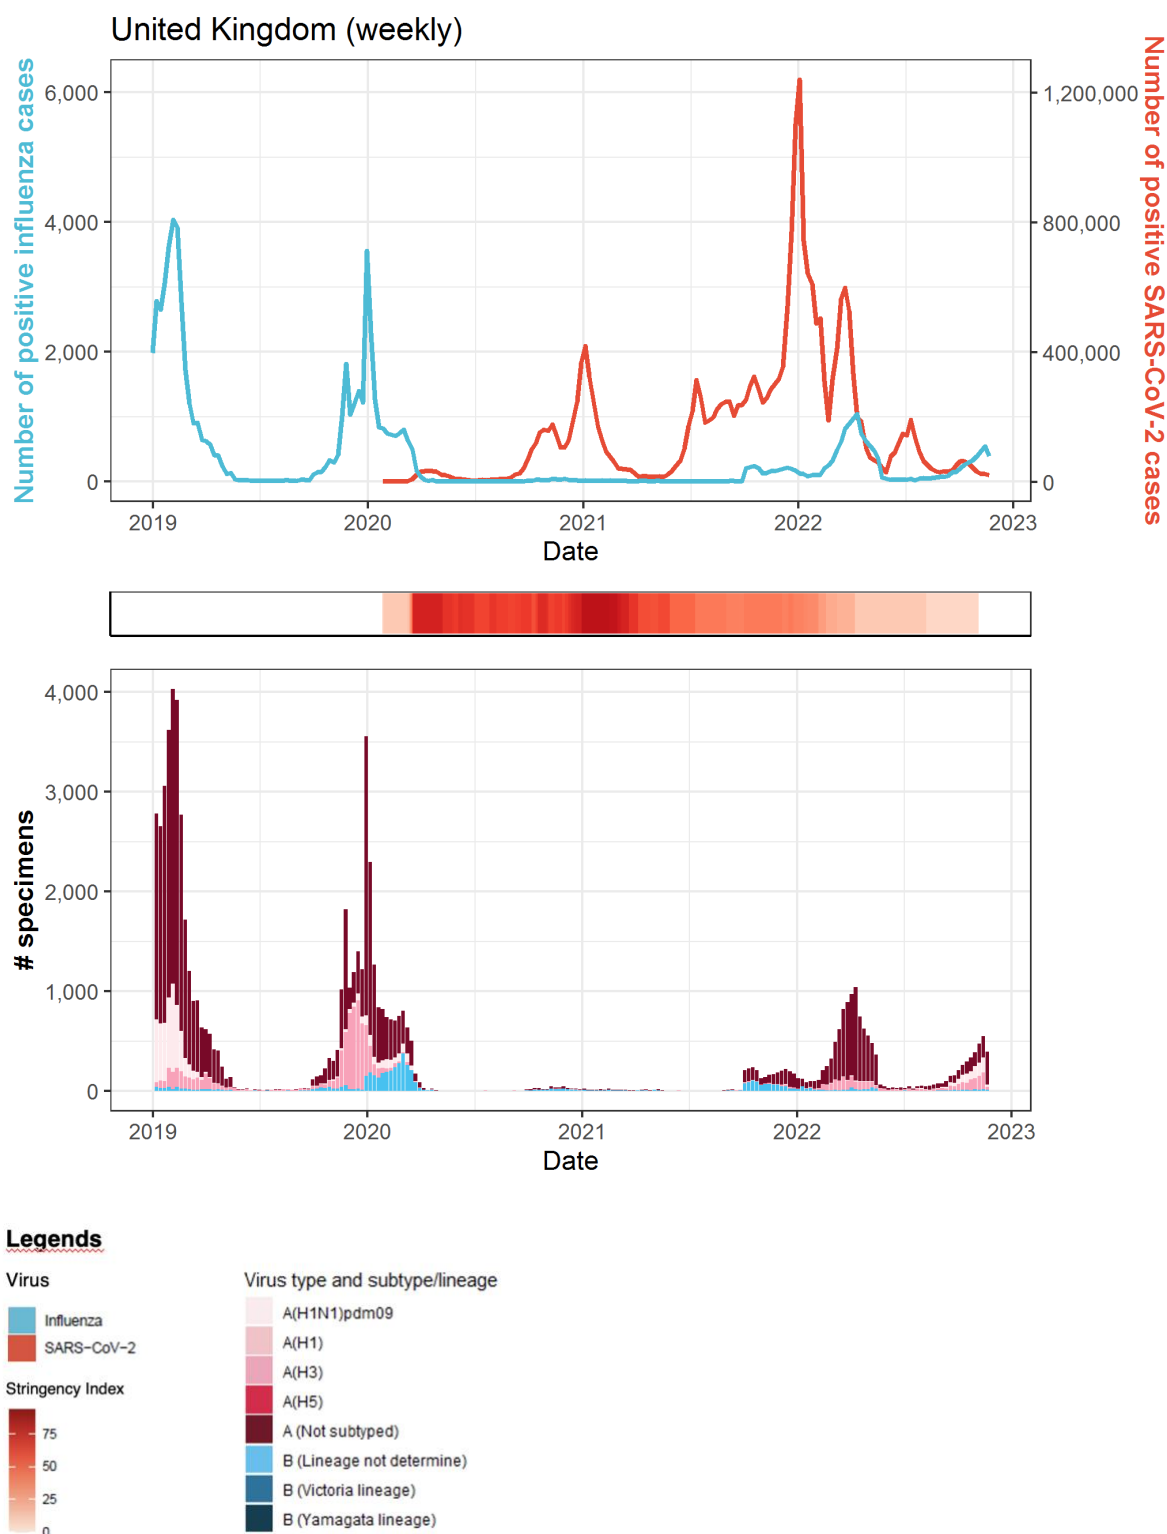 United Kingdom (weekly)
Number of positive influenza cases
6,000
4,000
2,000
0
1,200,000
800,000
400,000
0
Number of positive SARS-CoV-2 cases
2019
2020
2021
2022
2023
Date
# specimens
4,000
3,000
2,000
1,000
0
2019
2020
2021
2022
2023
Date
Legends
Virus
Influenza
SARS-CoV-2
Stringency Index
75
50
25
0
Virus type and subtype/lineage
A(H1N1)pdm09
A(H1)
A(H3)
A(H5)
A (Not subtyped)
B (Lineage not determine)
B (Victoria lineage)
B (Yamagata lineage)